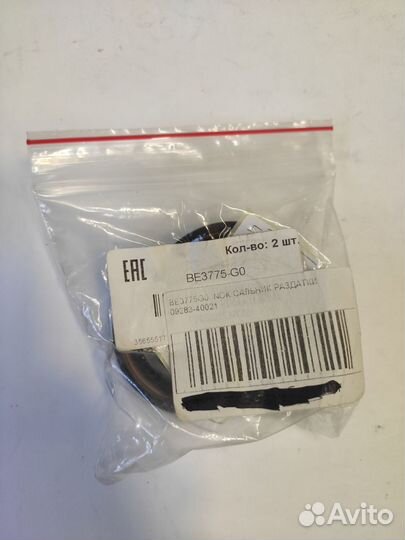 Кол-во: 2 шт.
EAC
BE3775-G0
BE3775G0 NOK САЛЬНИК РАЗДАТКИ
09283-40021
Avito